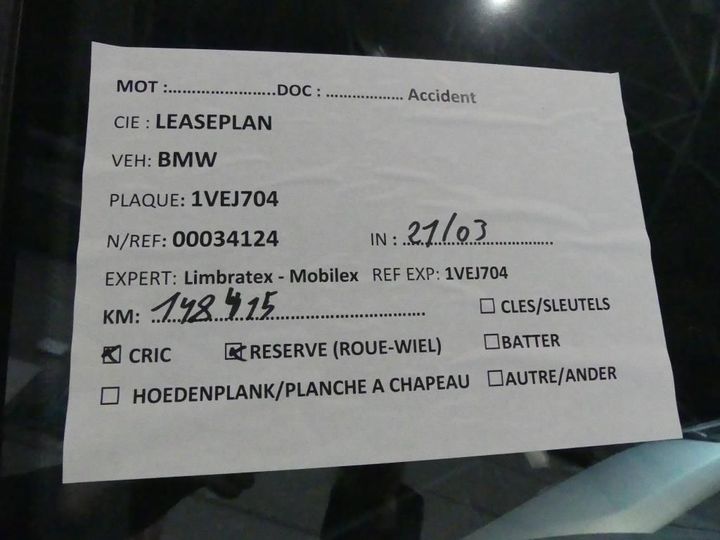 MOT :........................DOC : .................. Accident
CIE : LEASEPLAN
VEH: BMW
PLAQUE: 1VEJ704
N/REF: 00034124 IN : 21/03
EXPERT: Limbratex - Mobilex REF EXP: 1VEJ704
KM: 148415 ☐ CLES/SLEUTELS
☒ CRIC ☒ RESERVE (ROUE-WIEL) ☐ BATTER
☐ HOEDENPLANK/PLANCHE A CHAPEAU ☐ AUTRE/ANDER